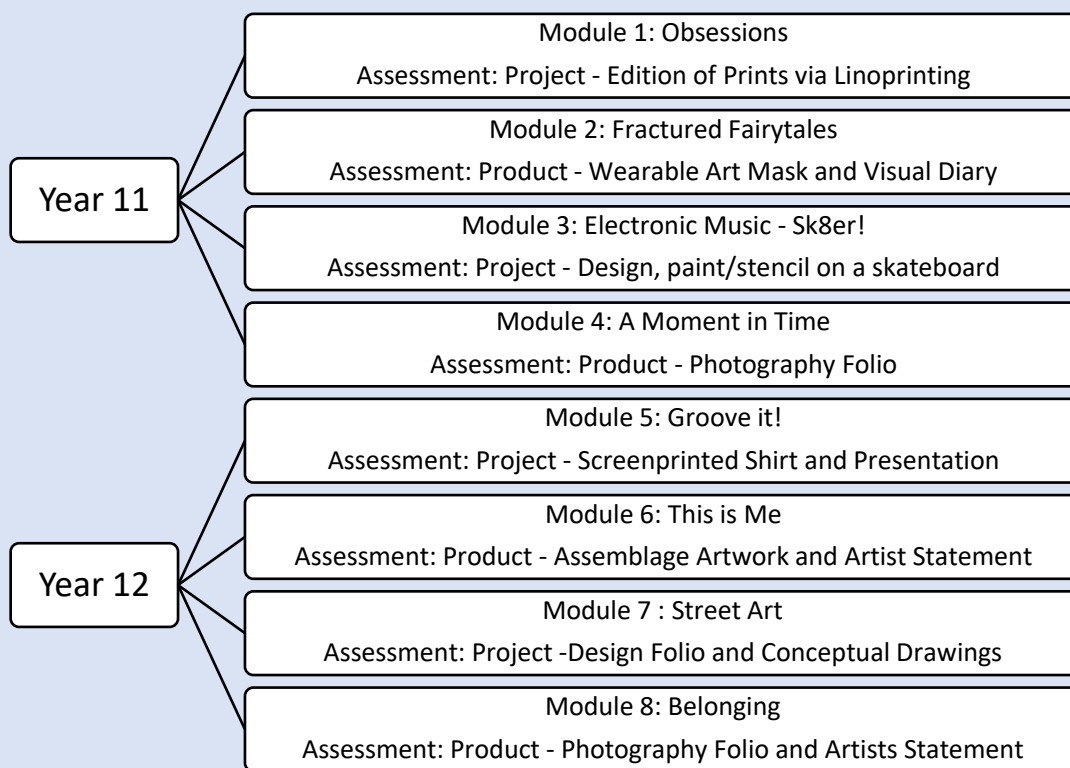 Year 11
Module 1: Obsessions
Assessment: Project - Edition of Prints via Linoprinting
Module 2: Fractured Fairytales
Assessment: Product - Wearable Art Mask and Visual Diary
Module 3: Electronic Music - Sk8er!
Assessment: Project - Design, paint/stencil on a skateboard
Module 4: A Moment in Time
Assessment: Product - Photography Folio
Year 12
Module 5: Groove it!
Assessment: Project - Screenprinted Shirt and Presentation
Module 6: This is Me
Assessment: Product - Assemblage Artwork and Artist Statement
Module 7 : Street Art
Assessment: Project -Design Folio and Conceptual Drawings
Module 8: Belonging
Assessment: Product - Photography Folio and Artists Statement